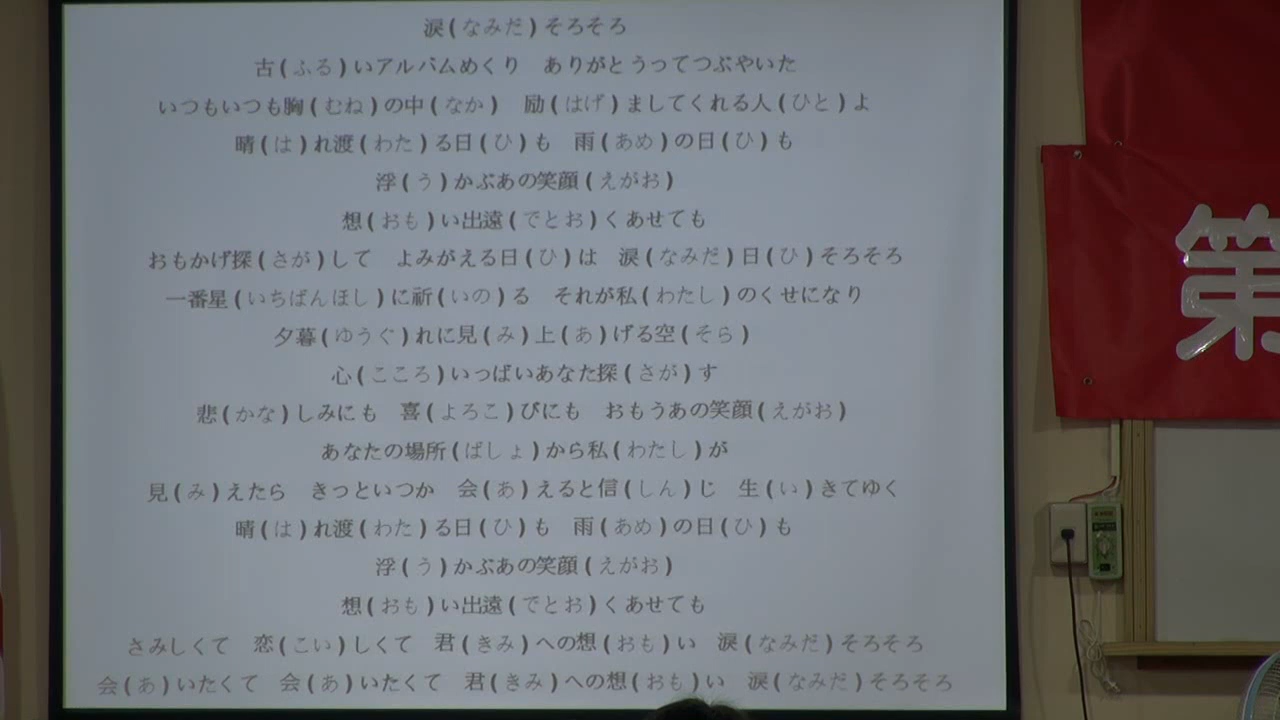 涙(なみだ)そろそろ
古(ふる)いアルバムめくり　ありがとうってつぶやいた
いつもいつも胸(むね)の中(なか)　励(はげ)ましてくれる人(ひと)よ
晴(は)れ渡(わた)る日(ひ)も　雨(あめ)の日(ひ)も
浮(う)かぶあの笑顔(えがお)
想(おも)い出遠(でとお)くあせても
おもかげ探(さが)して　よみがえる日(ひ)は　涙(なみだ)日(ひ)そろそろ
一番星(いちばんほし)に祈(いの)る　それが私(わたし)のくせになり
夕暮(ゆうぐ)れに見(み)上(あ)げる空(そら)
心(こころ)いっぱいあなた探(さが)す
悲(かな)しみにも　喜(よろこ)びにも　おもうあの笑顔(えがお)
あなたの場所(ばしょ)から私(わたし)が
見(み)えたら　きっといつか　会(あ)えると信(しん)じ　生(い)きてゆく
晴(は)れ渡(わた)る日(ひ)も　雨(あめ)の日(ひ)も
浮(う)かぶあの笑顔(えがお)
想(おも)い出遠(でとお)くあせても
さみしくて　恋(こい)しくて　君(きみ)への想(おも)い　涙(なみだ)そろそろ
会(あ)いたくて　会(あ)いたくて　君(きみ)への想(おも)い　涙(なみだ)そろそろ
第